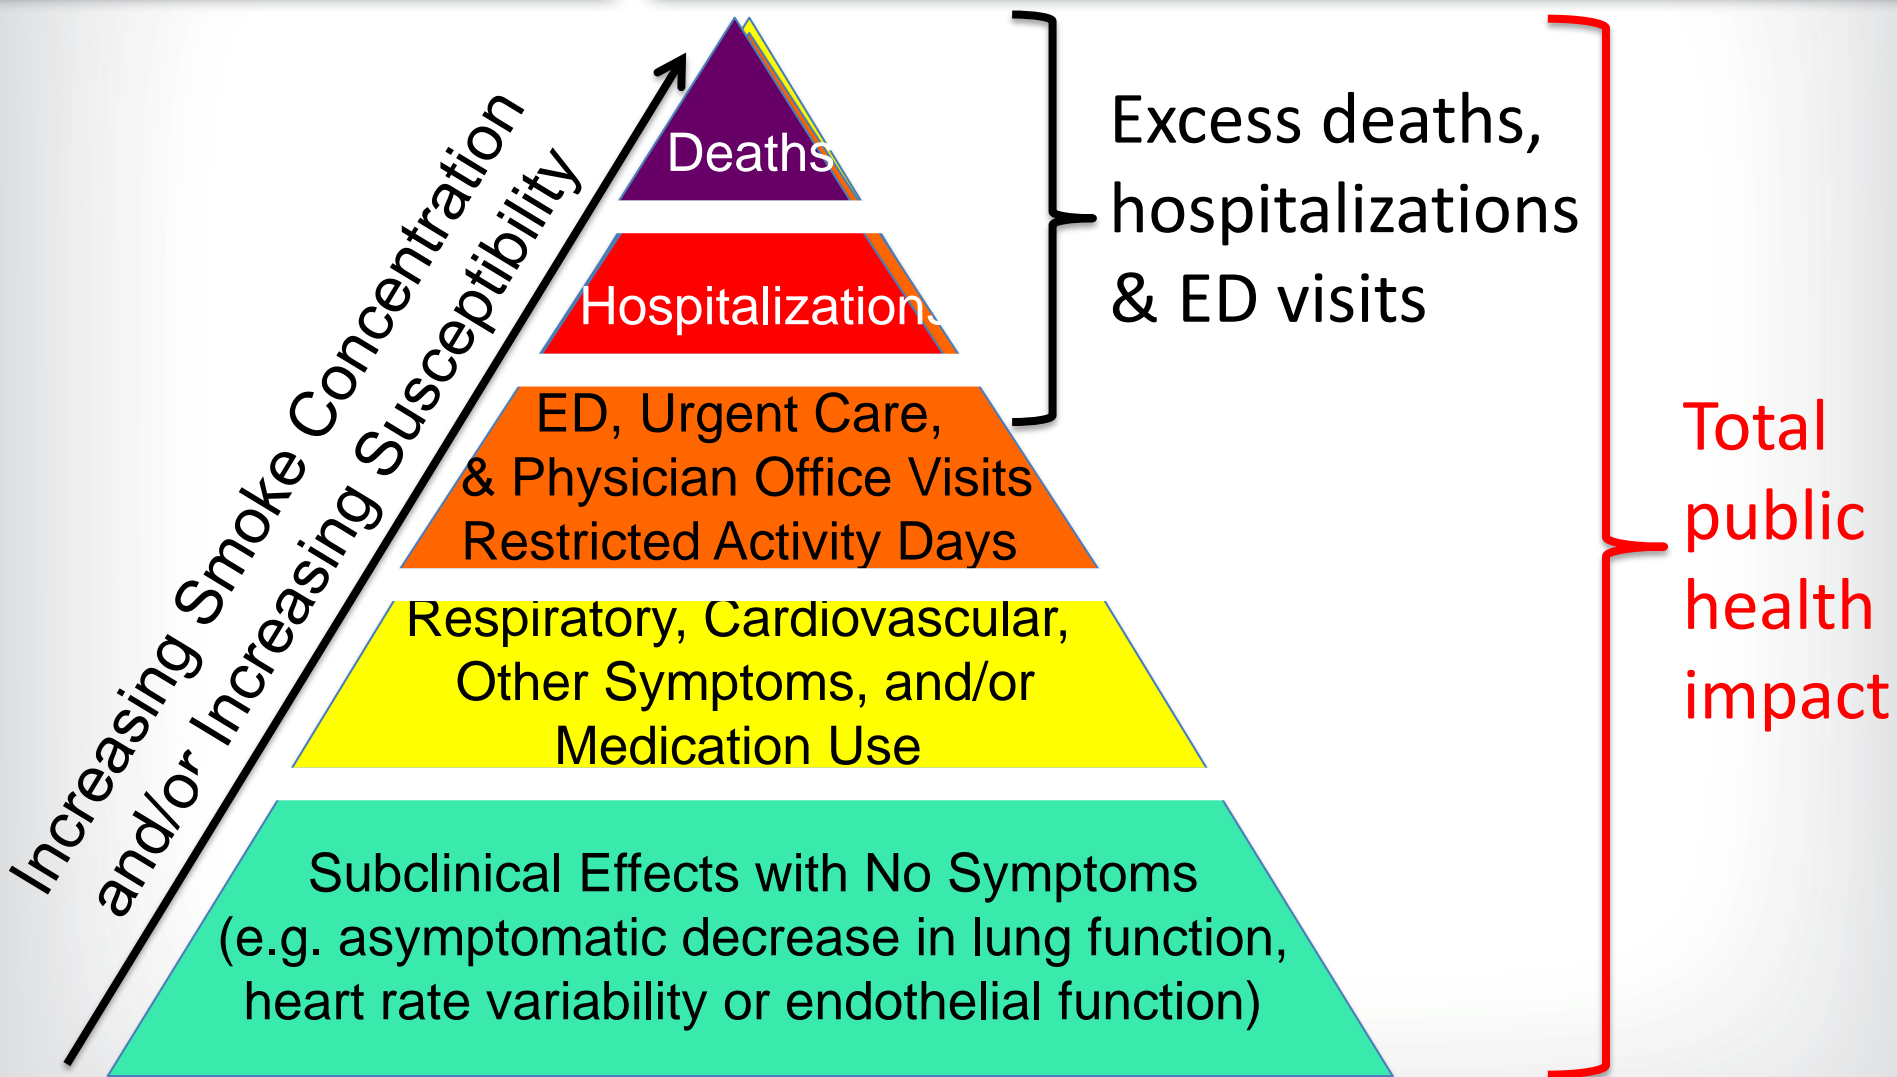 Increasing Smoke Concentration
and/or Increasing Susceptibility
Deaths
Hospitalizations
ED, Urgent Care,
& Physician Office Visits
Restricted Activity Days
Respiratory, Cardiovascular,
Other Symptoms, and/or
Medication Use
Subclinical Effects with No Symptoms
(e.g. asymptomatic decrease in lung function,
heart rate variability or endothelial function)
Excess deaths,
hospitalizations
& ED visits
Total
public
health
impact